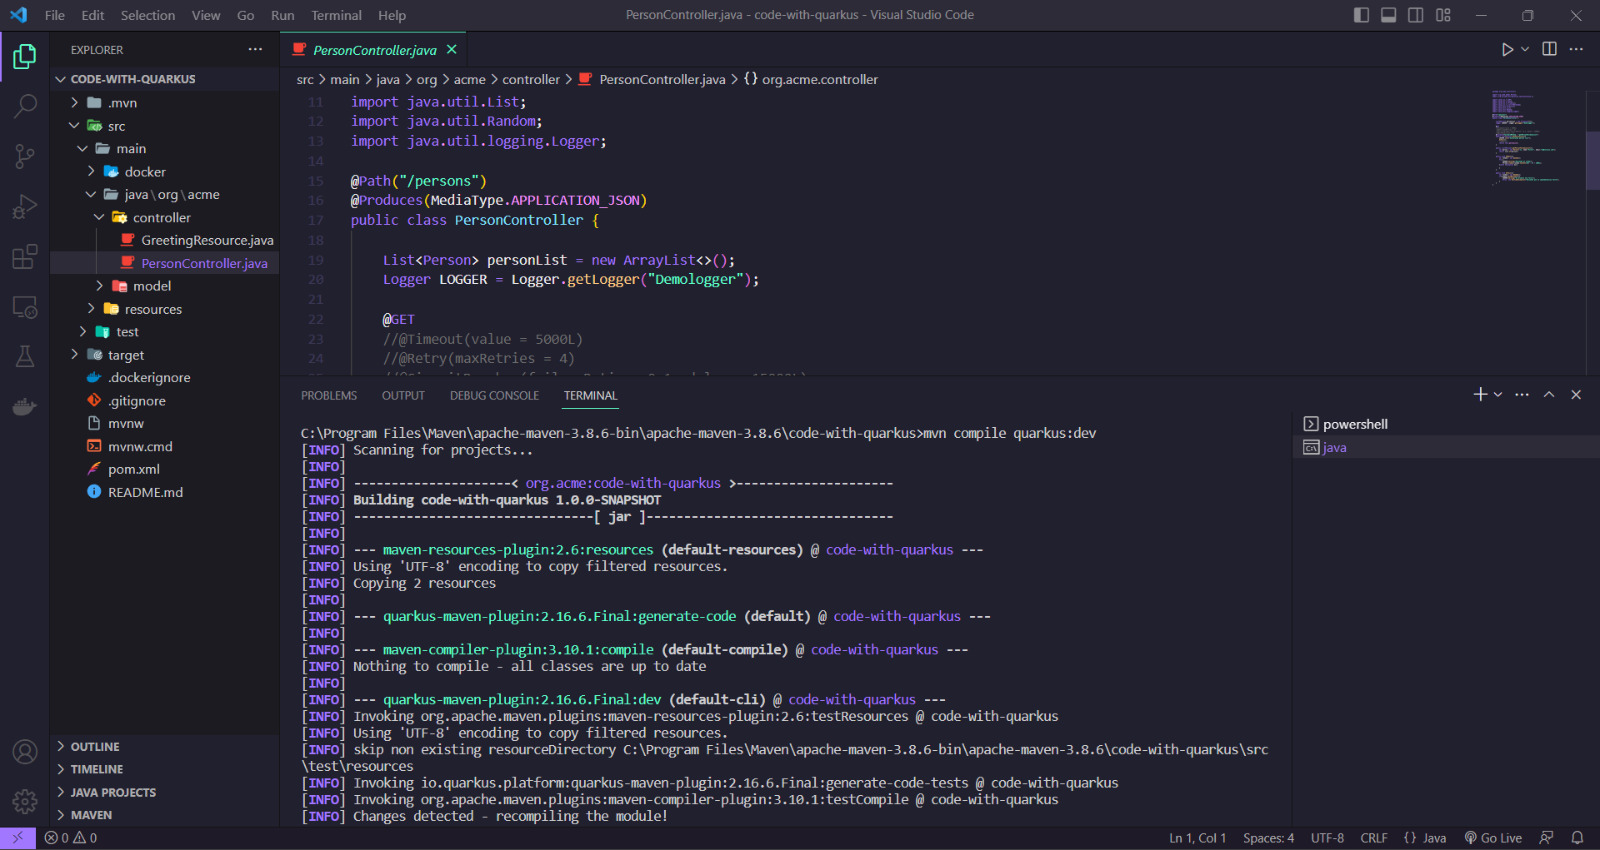 File Edit Selection View Go Run Terminal Help
PersonController.java - code-with-quarkus - Visual Studio Code
EXPLORER
CODE-WITH-QUARKUS
.mvn
src
main
docker
java\org\acme
controller
GreetingResource.java
PersonController.java
model
resources
test
target
.dockerignore
.gitignore
mvnw
mvnw.cmd
pom.xml
README.md
OUTLINE
TIMELINE
JAVA PROJECTS
MAVEN
PersonController.java
src > main > java > org > acme > controller > PersonController.java > {} org.acme.controller
11 import java.util.List;
12 import java.util.Random;
13 import java.util.logging.Logger;
14
15 @Path("/persons")
16 @Produces(MediaType.APPLICATION_JSON)
17 public class PersonController {
18
19 List<Person> personList = new ArrayList<>();
20 Logger LOGGER = Logger.getLogger("Demologger");
21
22 @GET
23 //@Timeout(value = 5000L)
24 //@Retry(maxRetries = 4)
PROBLEMS OUTPUT DEBUG CONSOLE TERMINAL
C:\Program Files\Maven\apache-maven-3.8.6-bin\apache-maven-3.8.6\code-with-quarkus>mvn compile quarkus:dev
[INFO] Scanning for projects...
[INFO]
[INFO] ---------------------< org.acme:code-with-quarkus >---------------------
[INFO] Building code-with-quarkus 1.0.0-SNAPSHOT
[INFO] --------------------------------[ jar ]---------------------------------
[INFO]
[INFO] --- maven-resources-plugin:2.6:resources (default-resources) @ code-with-quarkus ---
[INFO] Using 'UTF-8' encoding to copy filtered resources.
[INFO] Copying 2 resources
[INFO]
[INFO] --- quarkus-maven-plugin:2.16.6.Final:generate-code (default) @ code-with-quarkus ---
[INFO]
[INFO] --- maven-compiler-plugin:3.10.1:compile (default-compile) @ code-with-quarkus ---
[INFO] Nothing to compile - all classes are up to date
[INFO]
[INFO] --- quarkus-maven-plugin:2.16.6.Final:dev (default-cli) @ code-with-quarkus ---
[INFO] Invoking org.apache.maven.plugins:maven-resources-plugin:2.6:testResources @ code-with-quarkus
[INFO] Using 'UTF-8' encoding to copy filtered resources.
[INFO] skip non existing resourceDirectory C:\Program Files\Maven\apache-maven-3.8.6-bin\apache-maven-3.8.6\code-with-quarkus\src
\test\resources
[INFO] Invoking io.quarkus.platform:quarkus-maven-plugin:2.16.6.Final:generate-code-tests @ code-with-quarkus
[INFO] Invoking org.apache.maven.plugins:maven-compiler-plugin:3.10.1:testCompile @ code-with-quarkus
[INFO] Changes detected - recompiling the module!
powershell
java
0 0
Ln 1, Col 1 Spaces: 4 UTF-8 CRLF {} Java Go Live